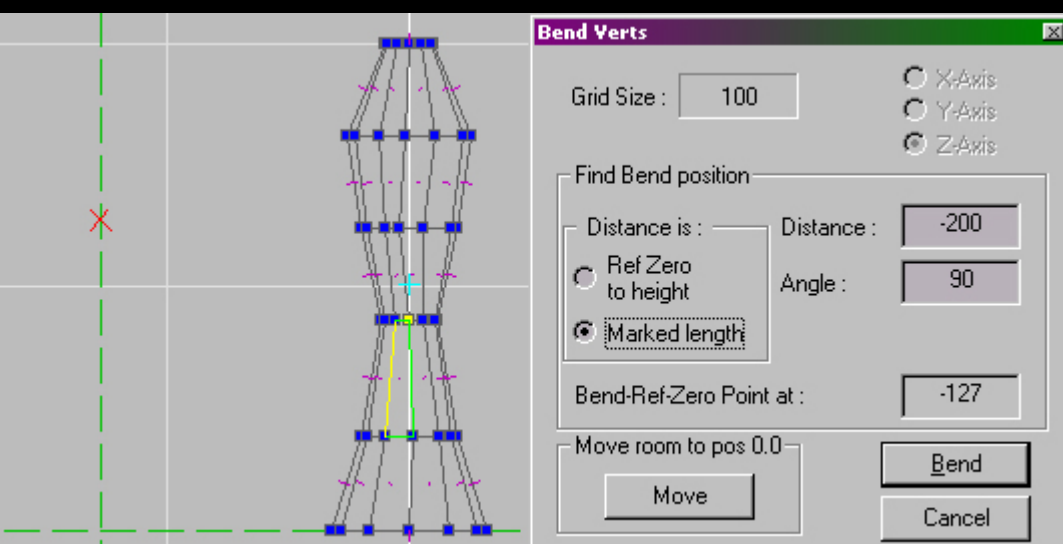 Bend Verts
Grid Size : 100
X-Axis
Y-Axis
Z-Axis
Find Bend position
Distance is :
Ref Zero
to height
Marked length
Distance : -200
Angle : 90
Bend-Ref-Zero Point at : -127
Move room to pos 0.0
Move
Bend
Cancel